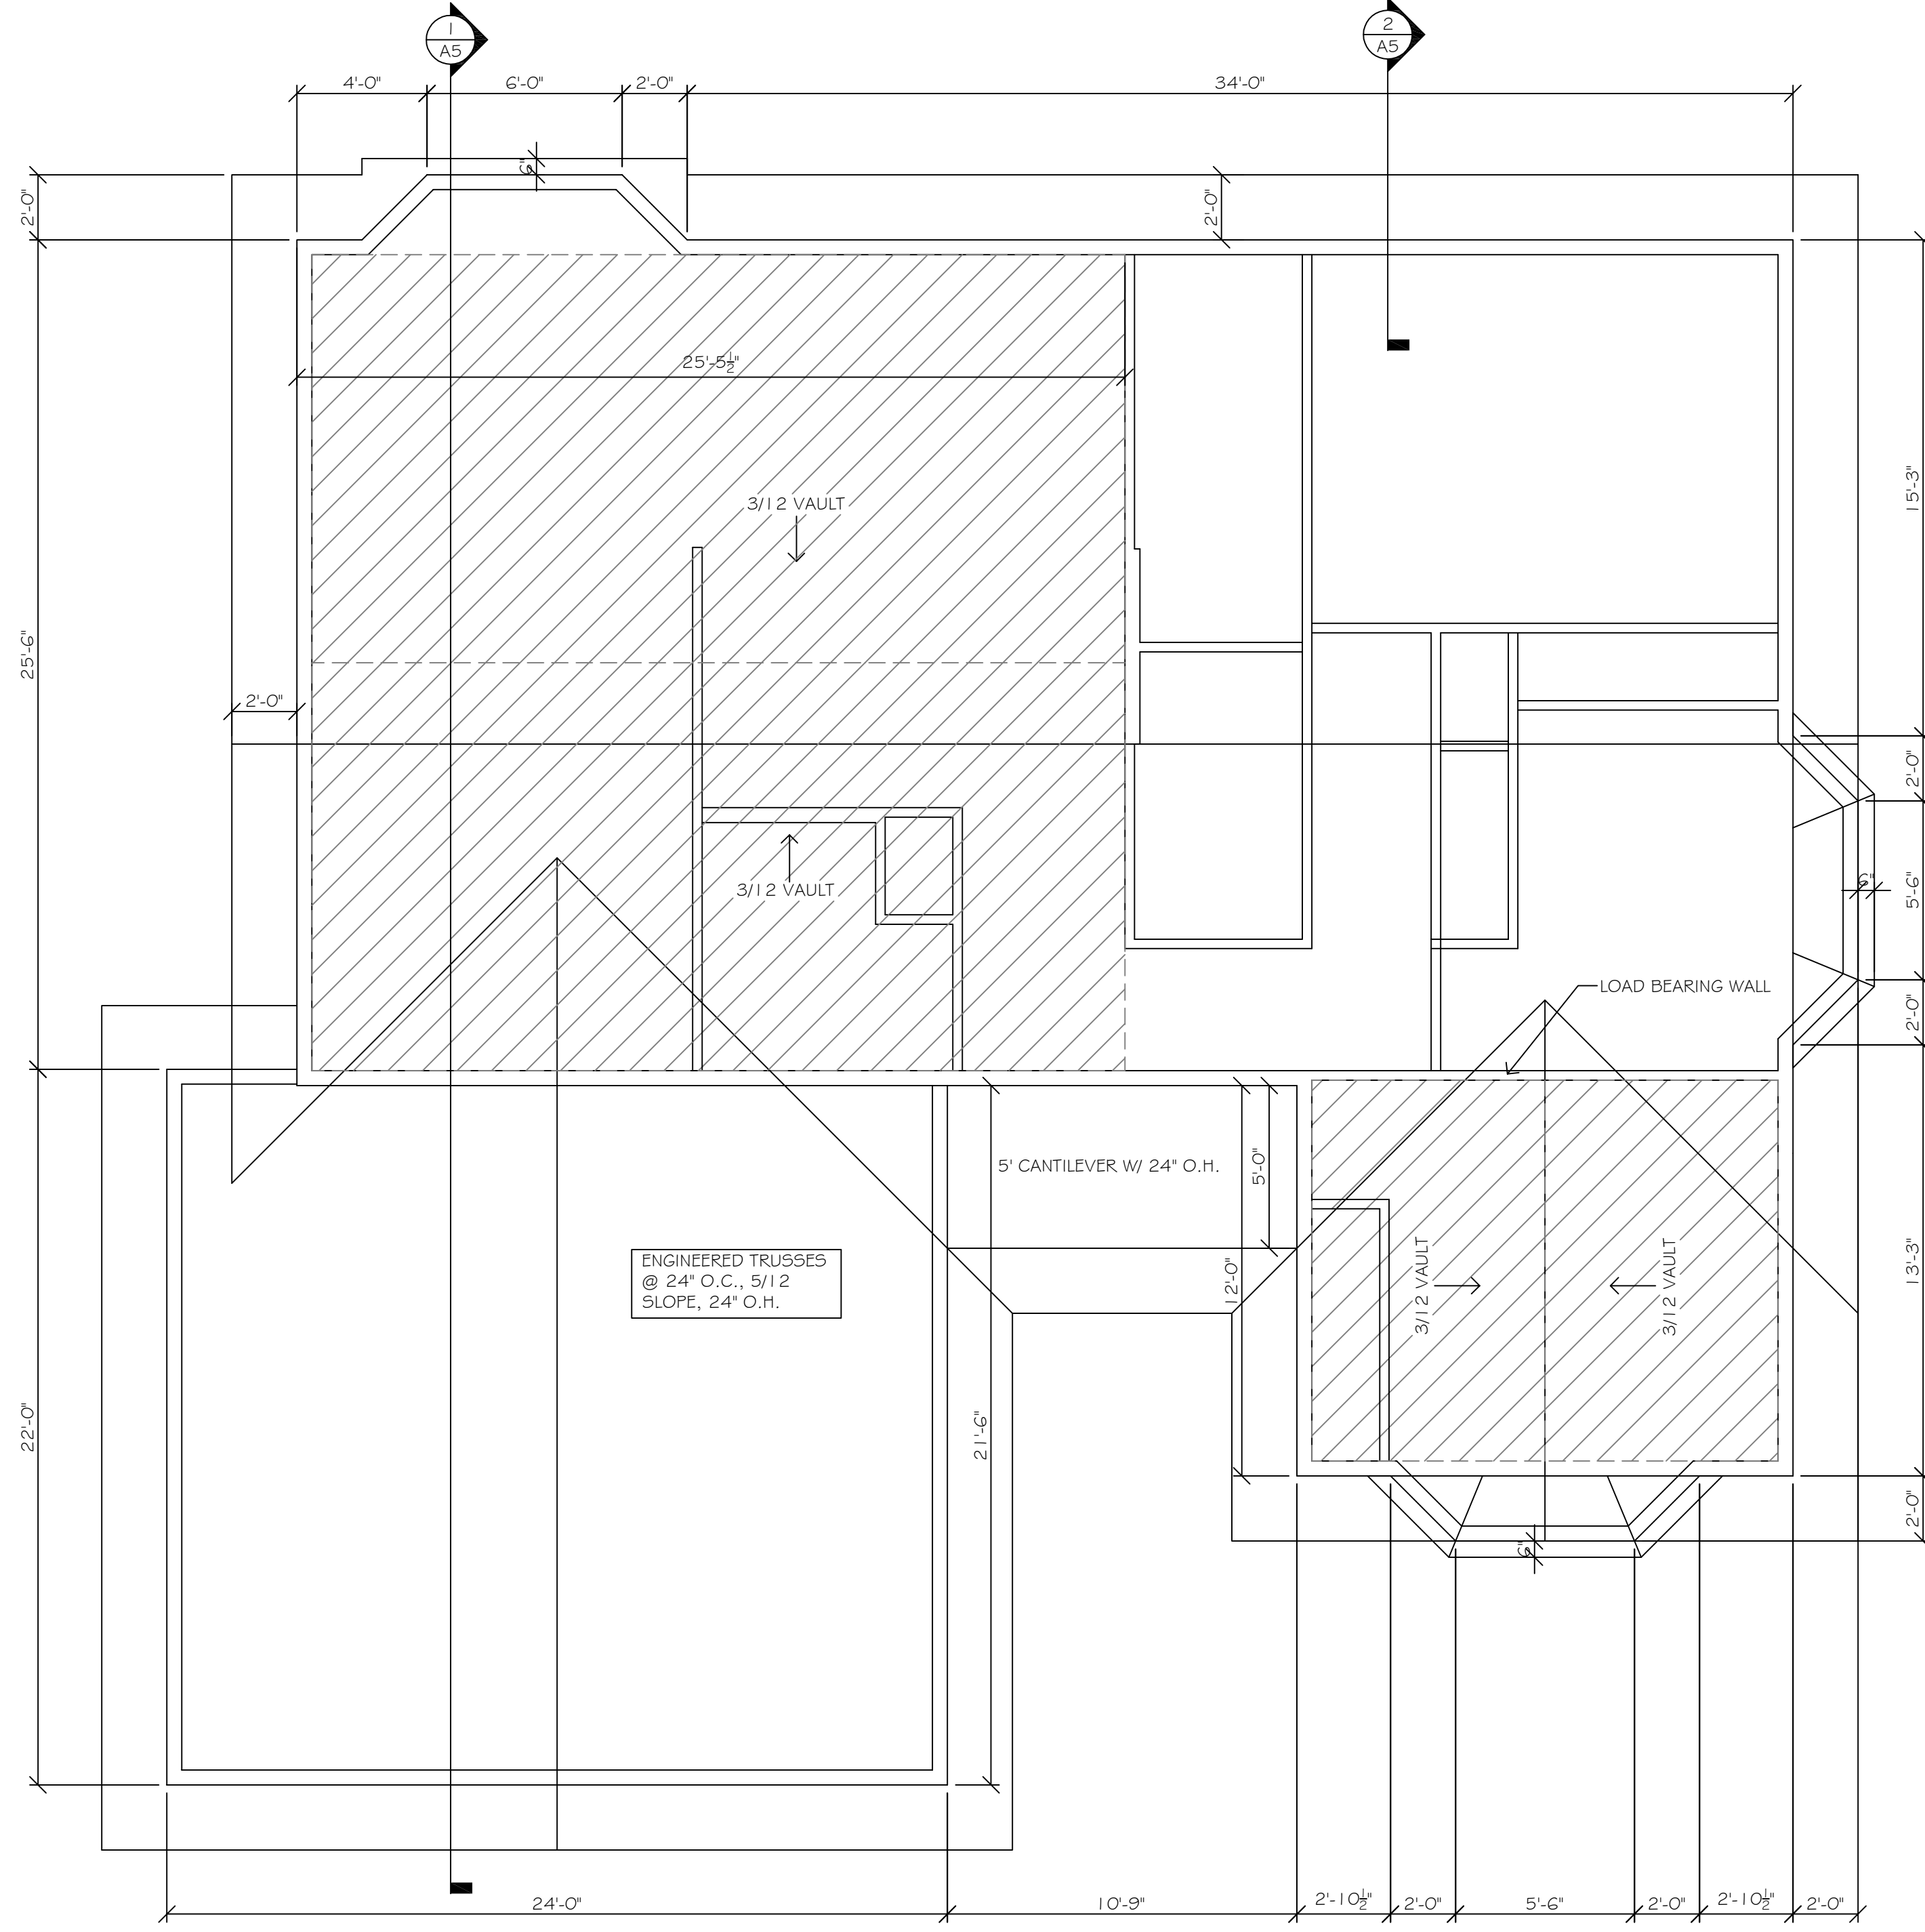 1
A5
2
A5
4'-0"
6'-0"
2'-0"
34'-0"
6"
2'-0"
2'-0"
25'-5½"
15'-3"
3/12 VAULT
25'-6"
2'-0"
2'-0"
3/12 VAULT
6"
5'-6"
LOAD BEARING WALL
2'-0"
5' CANTILEVER W/ 24" O.H.
5'-0"
ENGINEERED TRUSSES
@ 24" O.C., 5/12
SLOPE, 24" O.H.
12'-0"
3/12 VAULT
3/12 VAULT
13'-3"
22'-0"
21'-6"
2'-0"
6"
24'-0"
10'-9"
2'-10½"
2'-0"
5'-6"
2'-0"
2'-10½"
2'-0"